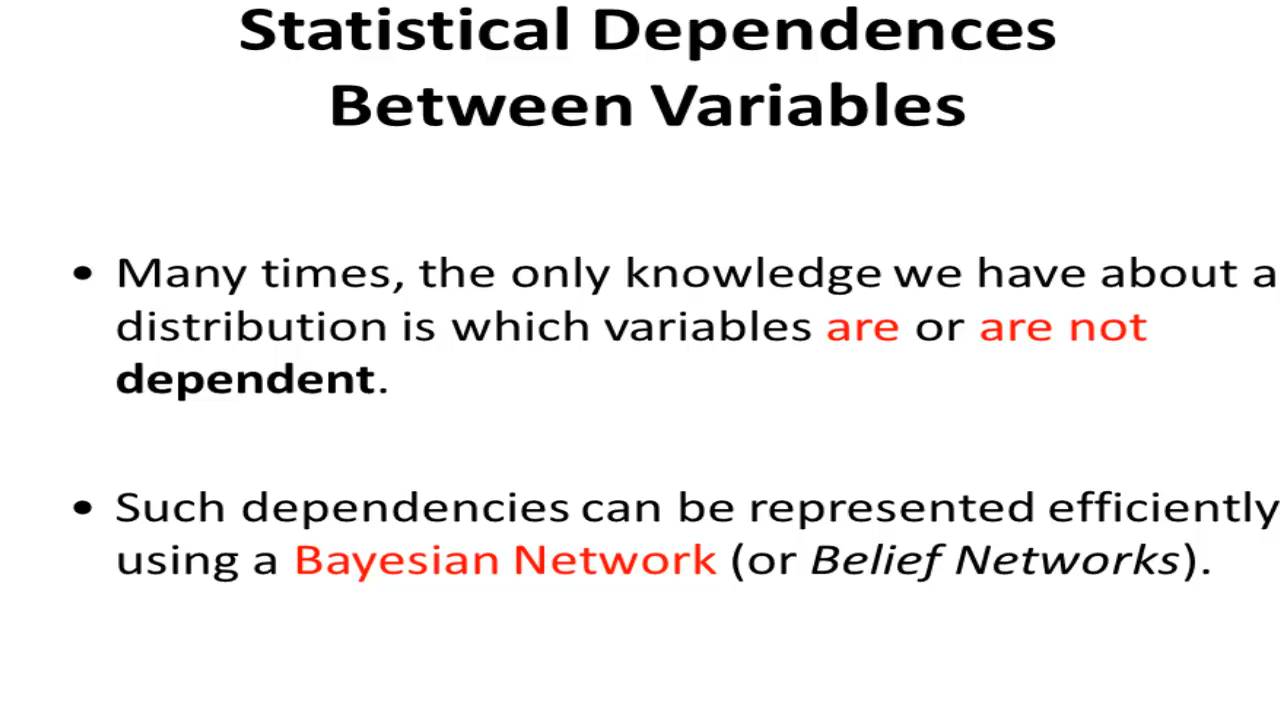 Statistical Dependences
Between Variables
• Many times, the only knowledge we have about a
distribution is which variables are or are not
dependent.
• Such dependencies can be represented efficiently
using a Bayesian Network (or Belief Networks).